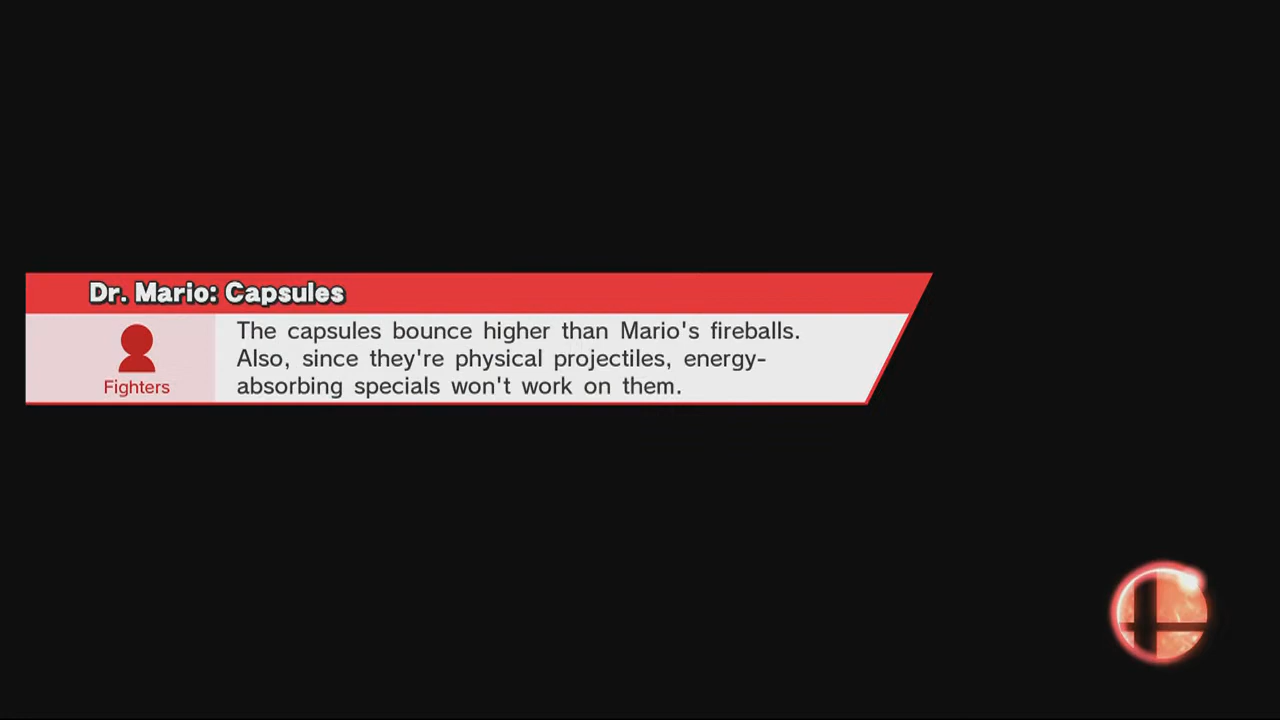 Dr. Mario: Capsules
Fighters
The capsules bounce higher than Mario's fireballs.
Also, since they're physical projectiles, energy-
absorbing specials won't work on them.